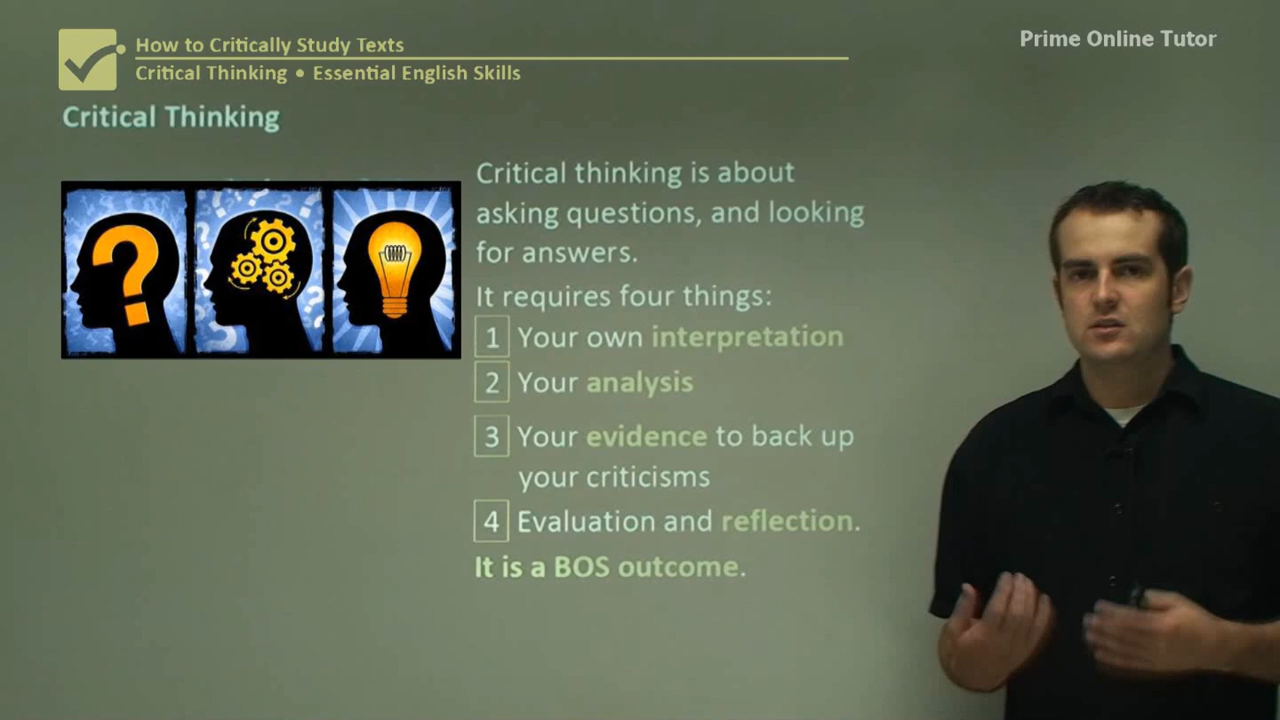 How to Critically Study Texts
Prime Online Tutor
Critical Thinking • Essential English Skills
Critical Thinking
Critical thinking is about
asking questions, and looking
for answers.
It requires four things:
1 Your own interpretation
2 Your analysis
3 Your evidence to back up
your criticisms
4 Evaluation and reflection.
It is a BOS outcome.